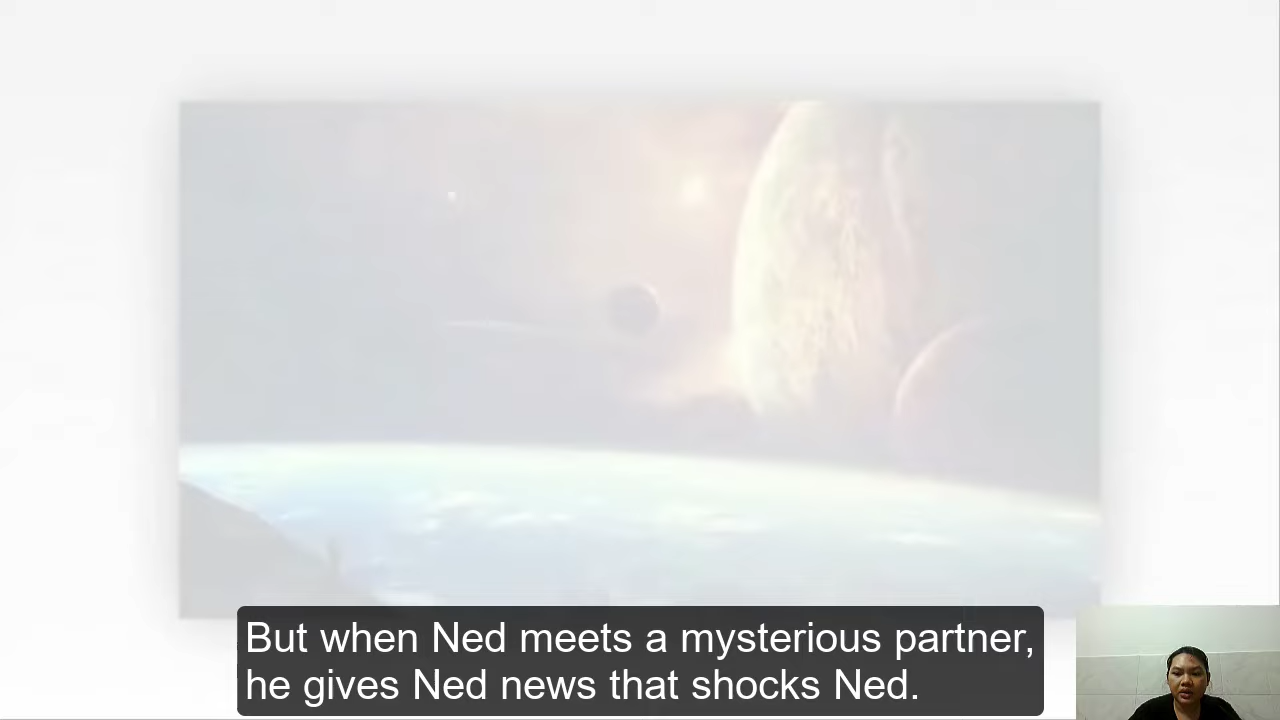 But when Ned meets a mysterious partner,
he gives Ned news that shocks Ned.